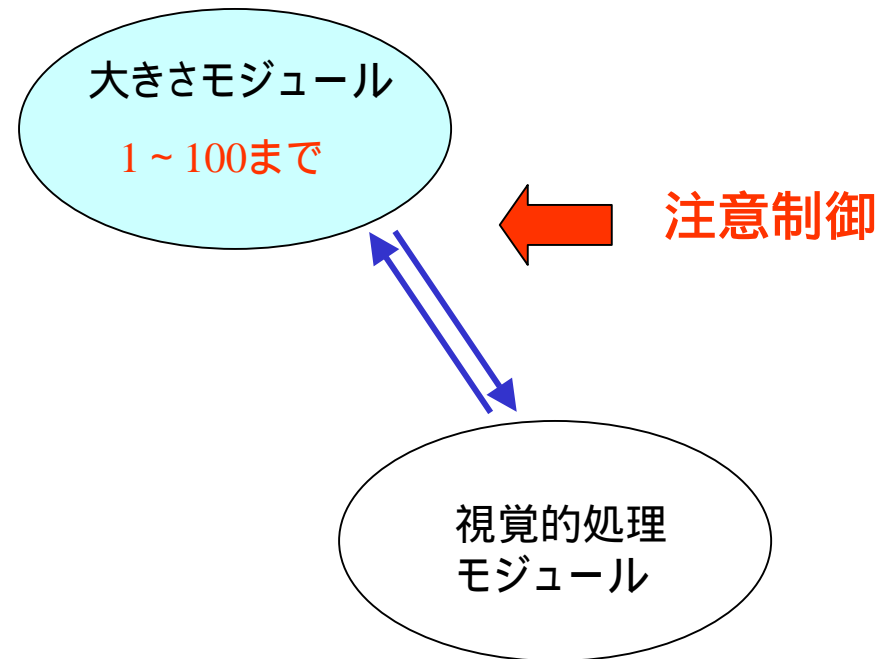 大きさモジュール
1~100まで
注意制御
視覚的処理
モジュール